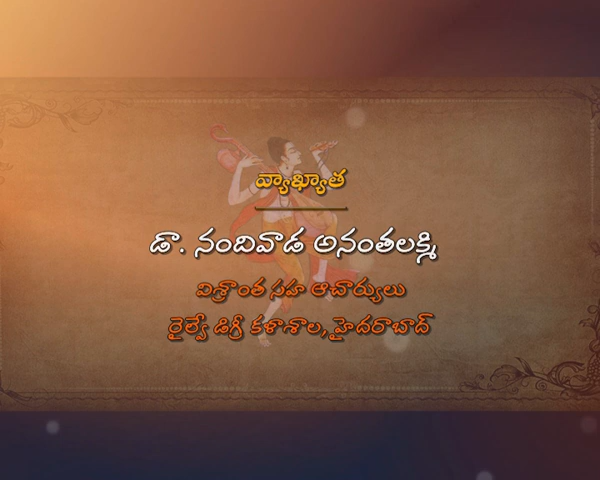 వ్యాఖ్యాత
డా. నందివాడ అనంతలక్ష్మి
విశ్రాంత సహ ఆచార్యులు
రైల్వే డిగ్రీ కళాశాల, హైదరాబాద్